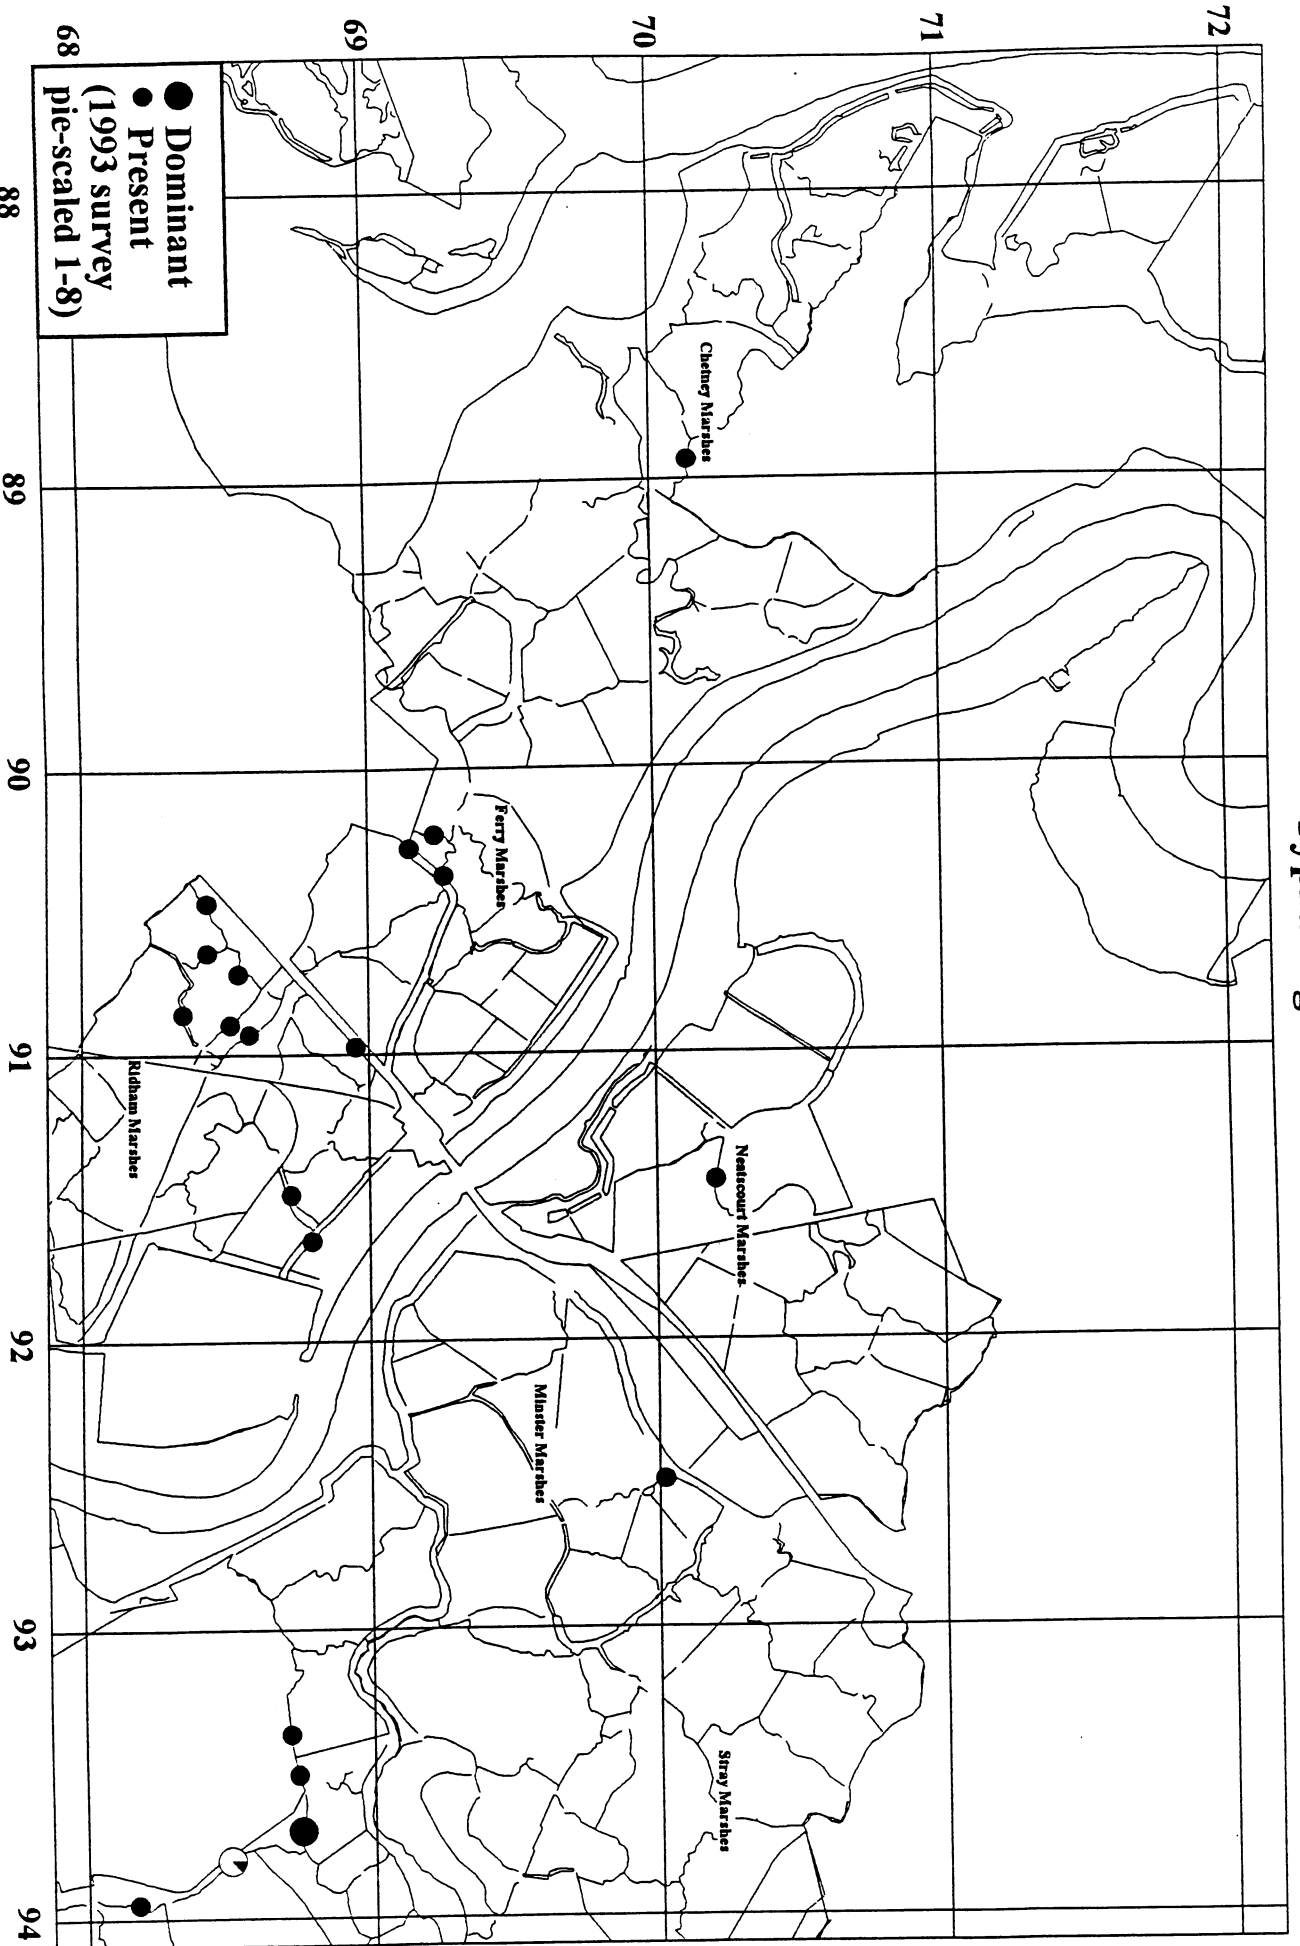 72
71
70
69
68
Chetney Marshes
Ferry Marshes
Ridham Marshes
Neatscourt Marshes
Minster Marshes
Stray Marshes
Dominant
Present
(1993 survey
pie-scaled 1-8)
88
89
90
91
92
93
94